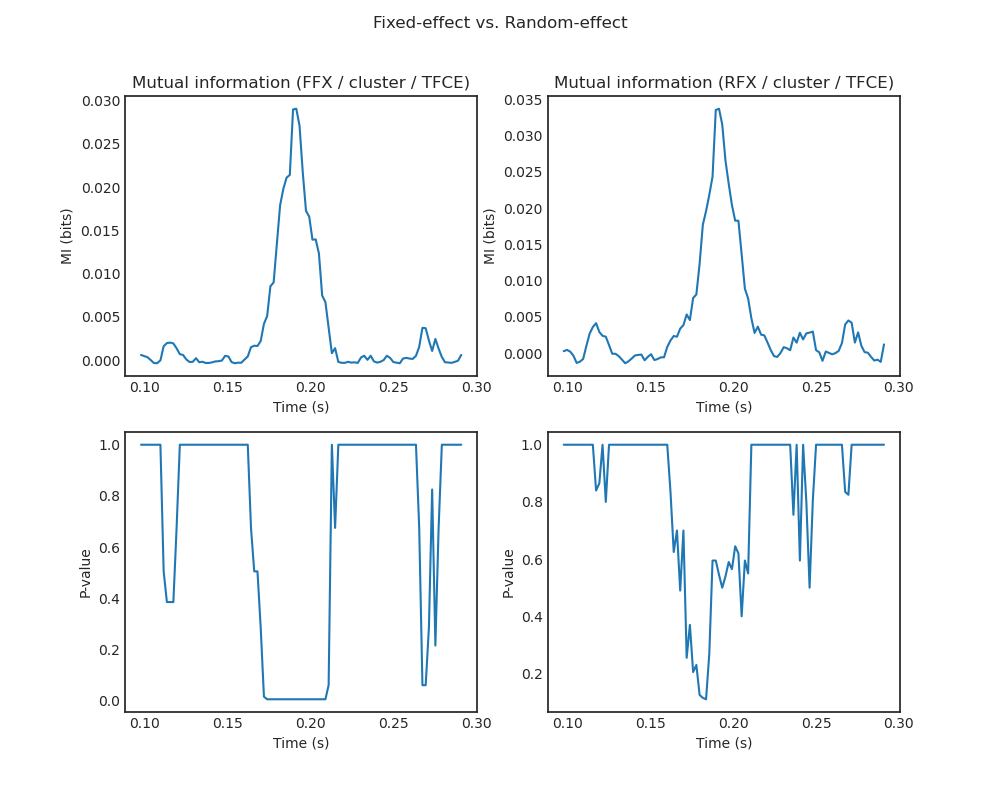 Fixed-effect vs. Random-effect
Mutual information (FFX / cluster / TFCE)
0.030
0.025
0.020
0.015
0.010
0.005
0.000
MI (bits)
0.10 0.15 0.20 0.25 0.30
Time (s)
Mutual information (RFX / cluster / TFCE)
0.035
0.030
0.025
0.020
0.015
0.010
0.005
0.000
MI (bits)
0.10 0.15 0.20 0.25 0.30
Time (s)
1.0
0.8
0.6
0.4
0.2
0.0
P-value
0.10 0.15 0.20 0.25 0.30
Time (s)
1.0
0.8
0.6
0.4
0.2
P-value
0.10 0.15 0.20 0.25 0.30
Time (s)